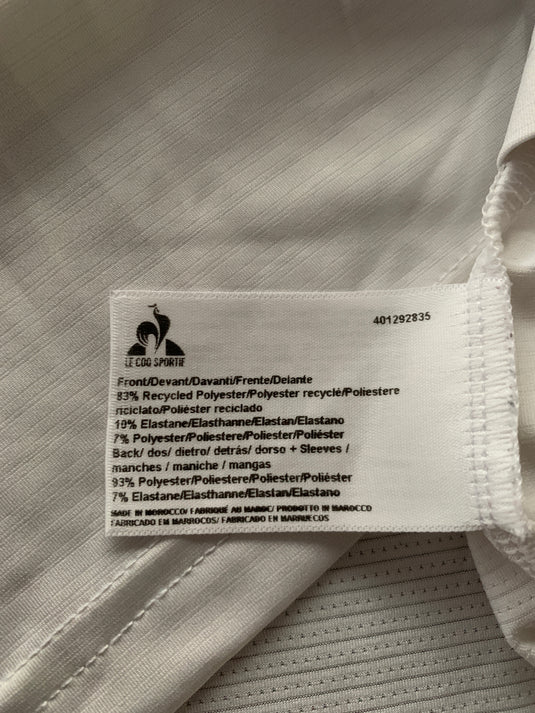 401292835
LE COQ SPORTIF
Front/Devant/Davanti/Frente/Delante
83% Recycled Polyester/Polyester recyclé/Poliestere
riciclato/Poliéster reciclado
10% Elastane/Elasthanne/Elastan/Elastano
7% Polyester/Poliestere/Poliester/Poliéster
Back/ dos/ dietro/ detrás/ dorso + Sleeves /
manches / maniche / mangas
93% Polyester/Poliestere/Poliester/Poliéster
7% Elastane/Elasthanne/Elastan/Elastano
MADE IN MOROCCO/ FABRIQUÉ AU MAROC/ PRODOTTO IN MAROCCO
FABRICADO EM MARROCOS/ FABRICADO EN MARRUECOS